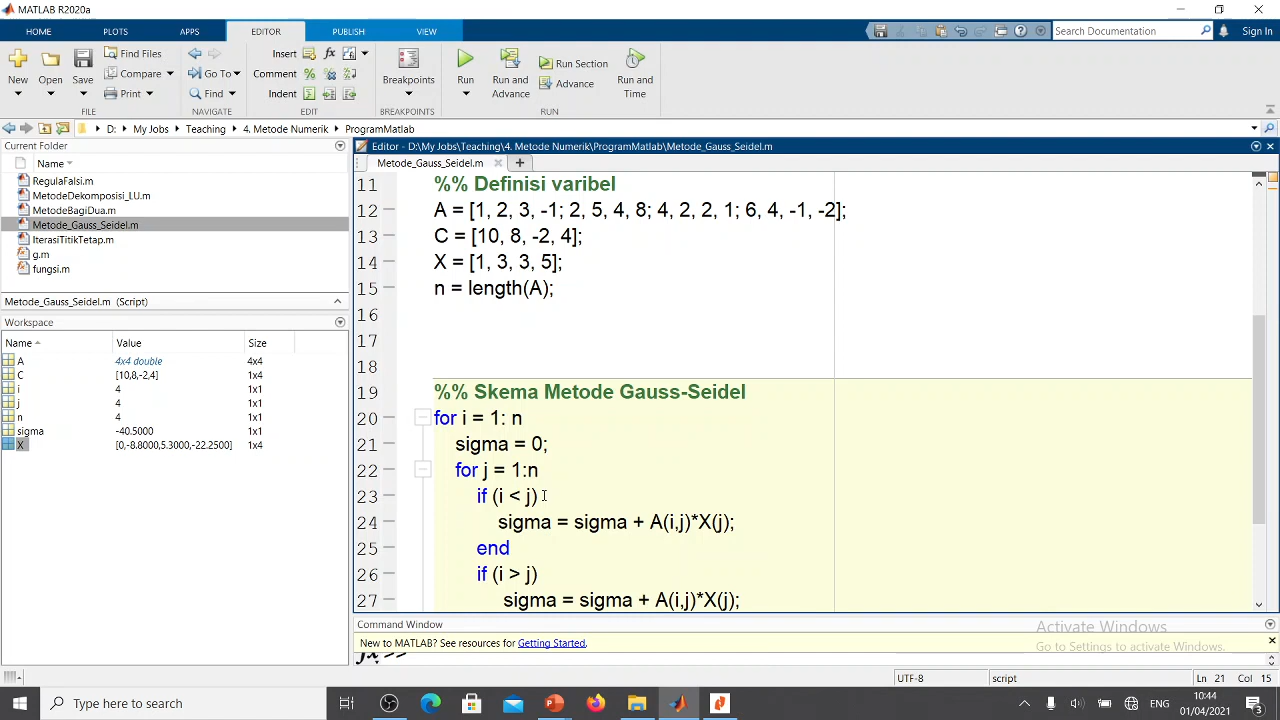 MATLAB R2020a
HOME PLOTS APPS EDITOR PUBLISH VIEW Search Documentation Sign In
New Open Save Find Files Compare Print
Go To Find
Insert Comment Indent
Breakpoints
Run Run and Advance Run Section Advance Run and Time
FILE NAVIGATE EDIT BREAKPOINTS RUN
D: My Jobs Teaching 4. Metode Numerik ProgramMatlab
Current Folder
Name
RegulaFalsi.m
MetodeDekomposisi_LU.m
MetodeBagiDua.m
Metode_Gauss_Seidel.m
IterasiTitikTetap.m
g.m
fungsi.m
Metode_Gauss_Seidel.m (Script)
Workspace
Name Value Size
A 4x4 double 4x4
C [10,8,-2,4] 1x4
i 4 1x1
j 4 1x1
n 4 1x1
sigma -40.5000 1x1
X [0,-8.8000,5.3000,-22.2500] 1x4
Editor - D:\My Jobs\Teaching\4. Metode Numerik\ProgramMatlab\Metode_Gauss_Seidel.m
Metode_Gauss_Seidel.m
11 %% Definisi varibel
12 A = [1, 2, 3, -1; 2, 5, 4, 8; 4, 2, 2, 1; 6, 4, -1, -2];
13 C = [10, 8, -2, 4];
14 X = [1, 3, 3, 5];
15 n = length(A);
16
17
18
19 %% Skema Metode Gauss-Seidel
20 for i = 1: n
21 sigma = 0;
22 for j = 1:n
23 if (i < j)
24 sigma = sigma + A(i,j)*X(j);
25 end
26 if (i > j)
27 sigma = sigma + A(i,j)*X(j);
Command Window
New to MATLAB? See resources for Getting Started.
fx >>
Activate Windows
Go to Settings to activate Windows.
UTF-8 script Ln 21 Col 15
Type here to search
ENG
10:44
01/04/2021
3